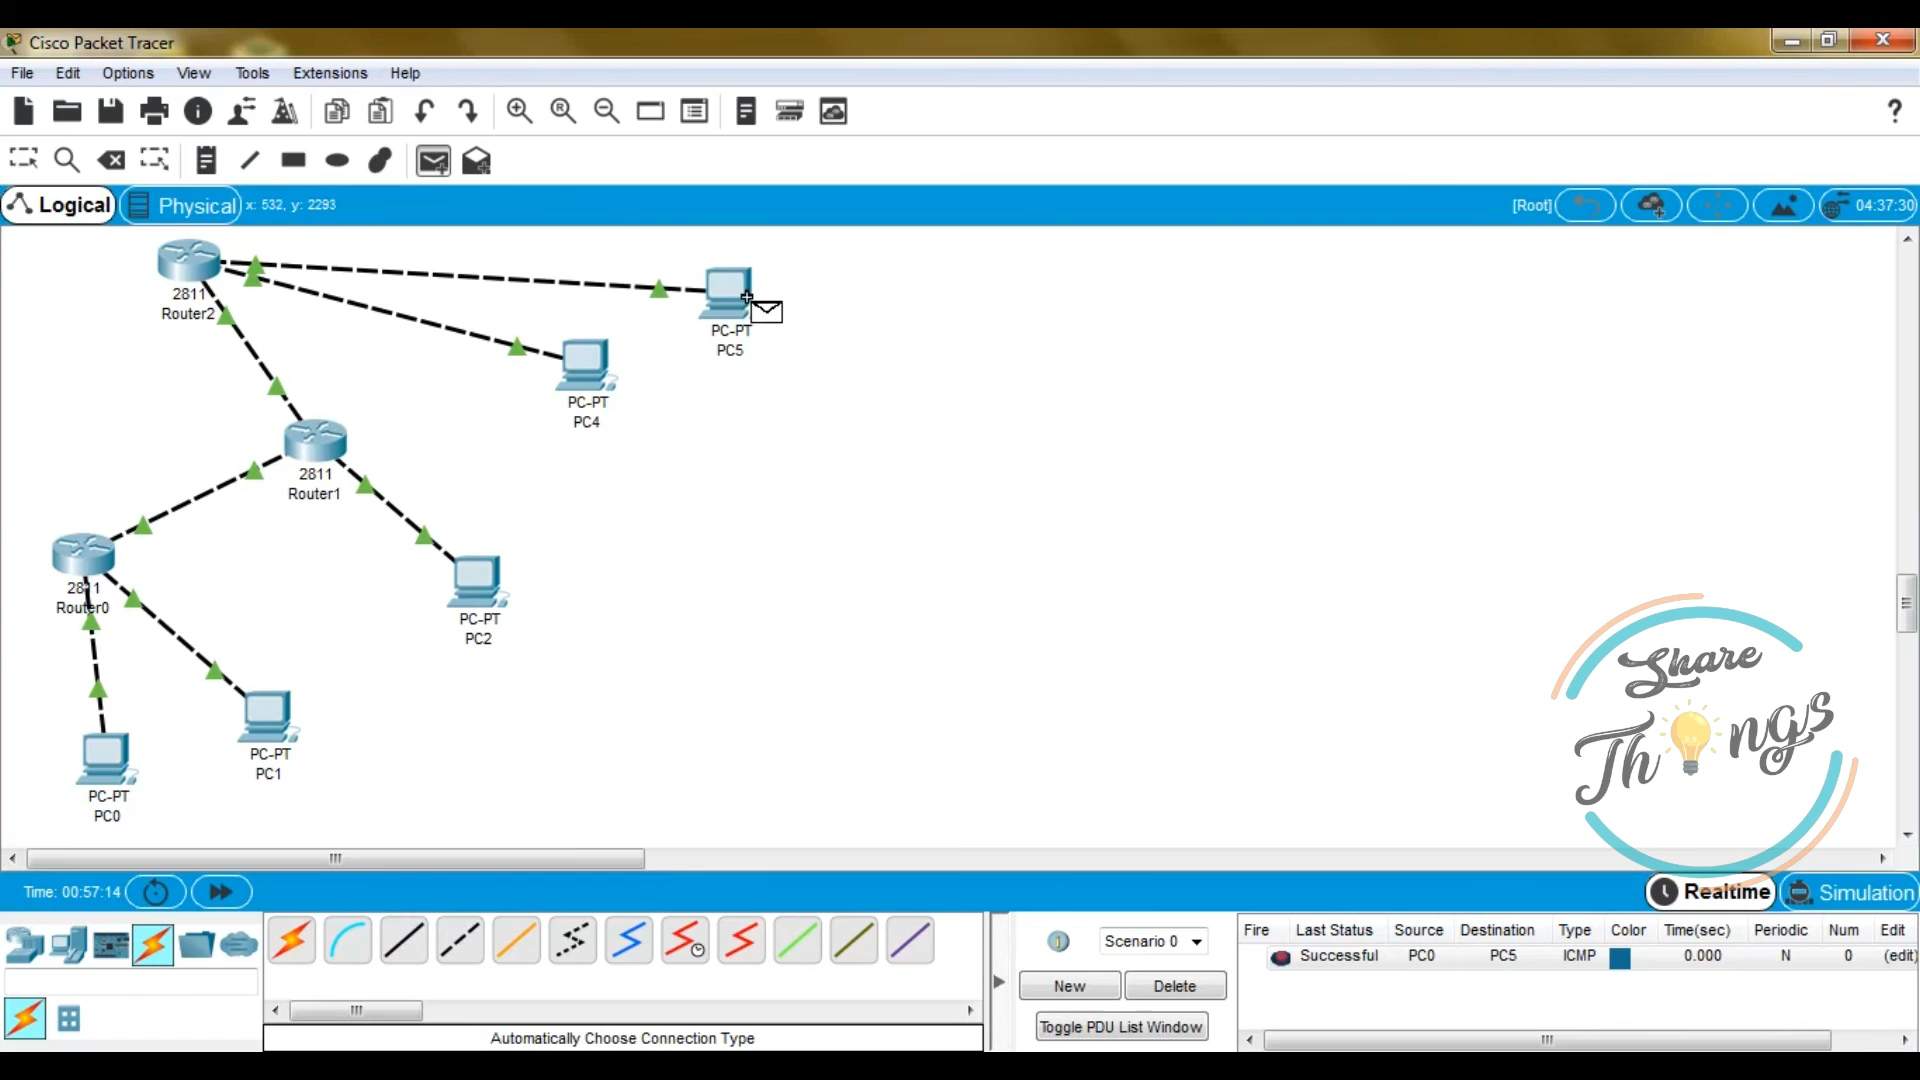 Cisco Packet Tracer
File Edit Options View Tools Extensions Help
?
Logical Physical x: 532, y: 2293 [Root] 04:37:30
2811
Router2
PC-PT
PC5
PC-PT
PC4
2811
Router1
2811
Router0
PC-PT
PC2
PC-PT
PC1
PC-PT
PC0
Share
Things
Time: 00:57:14 Realtime Simulation
Scenario 0
New Delete
Toggle PDU List Window
Fire Last Status Source Destination Type Color Time(sec) Periodic Num Edit
Successful PC0 PC5 ICMP 0.000 N 0 (edit)
Automatically Choose Connection Type